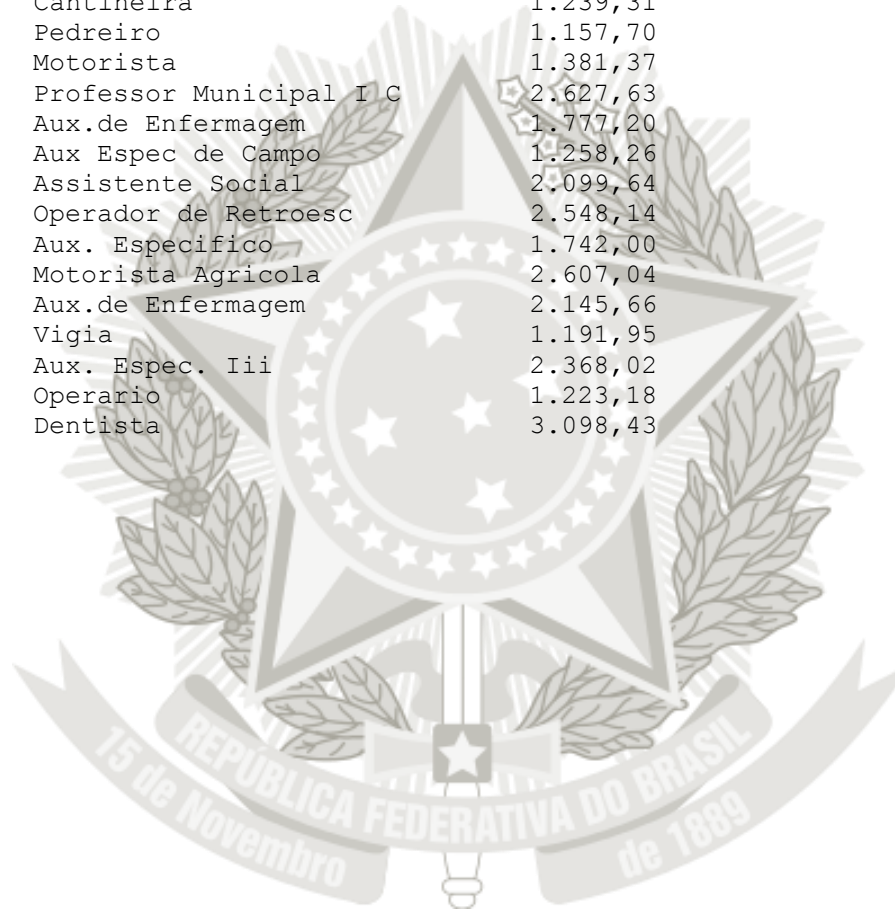 Cantineira 1.239,31
Pedreiro 1.157,70
Motorista 1.381,37
Professor Municipal I C 2.627,63
Aux.de Enfermagem 1.777,20
Aux Espec de Campo 1.258,26
Assistente Social 2.099,64
Operador de Retroesc 2.548,14
Aux. Especifico 1.742,00
Motorista Agricola 2.607,04
Aux.de Enfermagem 2.145,66
Vigia 1.191,95
Aux. Espec. Iii 2.368,02
Operario 1.223,18
Dentista 3.098,43
REPÚBLICA FEDERATIVA DO BRASIL
15 de Novembro de 1889